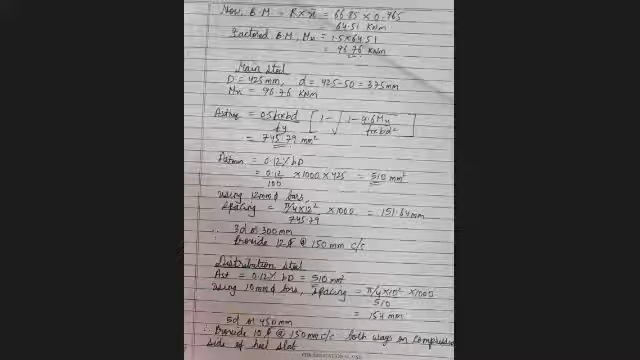 Now, B.M = R x x̄ = 66.85 x 0.965
= 64.51 KNm
Factored B.M, Mu = 1.5 x 64.51
= 96.76 KNm
Main Steel
D = 425 mm, d = 425-50 = 375mm
Mu = 96.76 KNm
Astreq = 0.5fckbd/fy [1 - √(1 - 4.6Mu/fckbd²)]
= 745.79 mm²
Astmin = 0.12% bD
= 0.12/100 x 1000 x 425 = 510 mm²
using 12mm ϕ bars,
Spacing = π/4 x 12² / 745.79 x 1000 = 151.64mm
3d or 300mm
∴ Provide 12 ϕ @ 150mm c/c
Distribution Steel
Ast = 0.12% bD = 510 mm²
using 10mm ϕ bars, Spacing = π/4 x 10² x 1000 / 510
= 154 mm
5d or 450mm
∴ Provide 10 ϕ @ 150mm c/c both ways on compression
side of heel slab